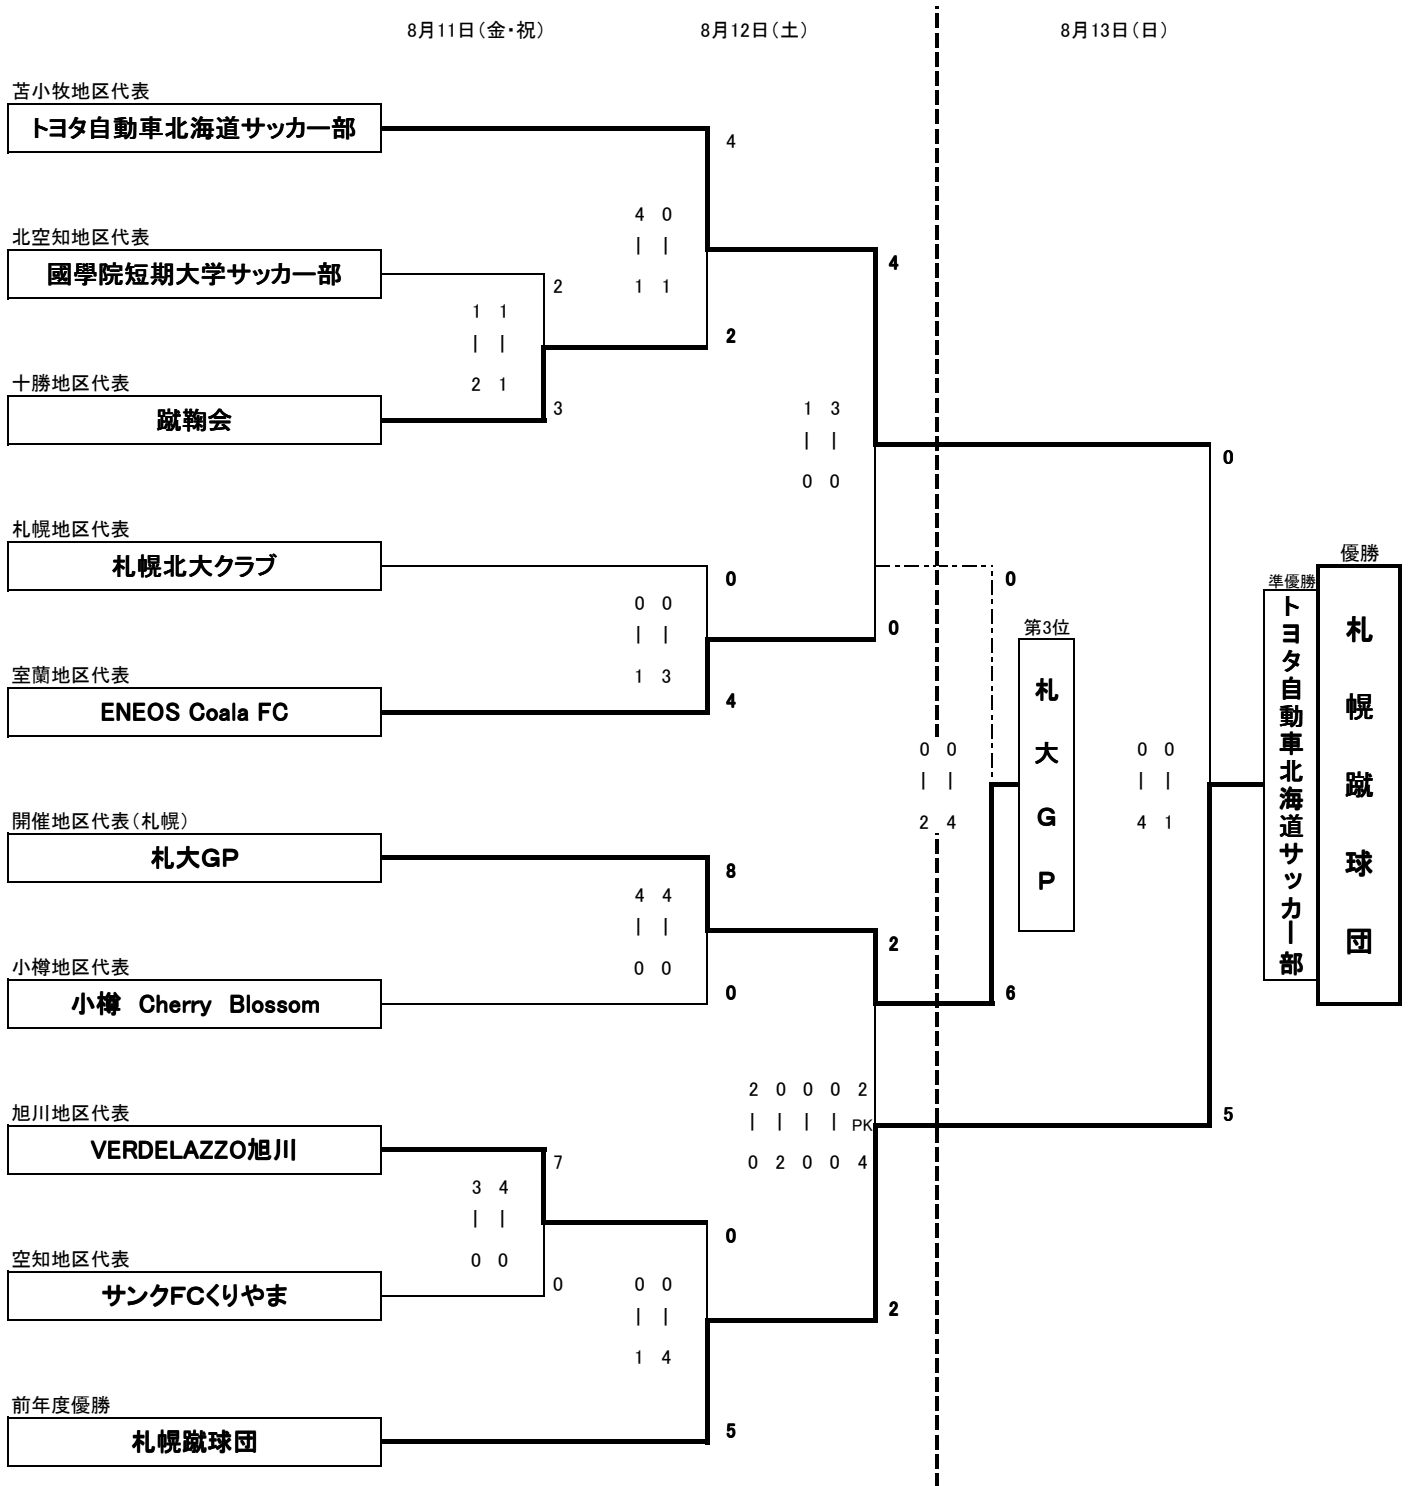 8月11日（金・祝）
8月12日（土）
8月13日（日）
苫小牧地区代表
トヨタ自動車北海道サッカー部
4
4 0
| |
1 1
北空知地区代表
國學院短期大学サッカー部
2
4
1 1
| |
2 1
2
十勝地区代表
蹴鞠会
3
1 3
| |
0 0
0
札幌地区代表
札幌北大クラブ
0
0
0 0
| |
1 3
0
室蘭地区代表
ENEOS Coala FC
4
第3位
札大GP
優勝
札幌蹴球団
準優勝
トヨタ自動車北海道サッカー部
0 0
| |
2 4
0 0
| |
4 1
開催地区代表（札幌）
札大GP
8
4 4
| |
0 0
2
小樽地区代表
小樽 Cherry Blossom
0
6
2 0 0 0 2
| | | | PK
0 2 0 0 4
5
旭川地区代表
VERDELAZZO旭川
7
3 4
| |
0 0
0
空知地区代表
サンクFCくりやま
0
0 0
| |
1 4
2
前年度優勝
札幌蹴球団
5